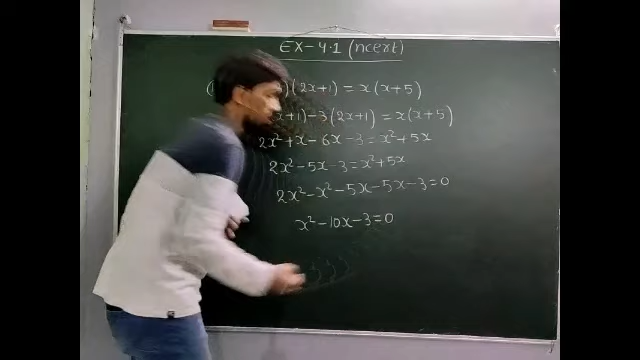 EX-4.1 (ncert)
)(2x+1) = x(x+5)
x+1)-3(2x+1) = x(x+5)
2x²+x-6x-3=x²+5x
2x²-5x-3=x²+5x
2x²-x²-5x-5x-3=0
x²-10x-3=0